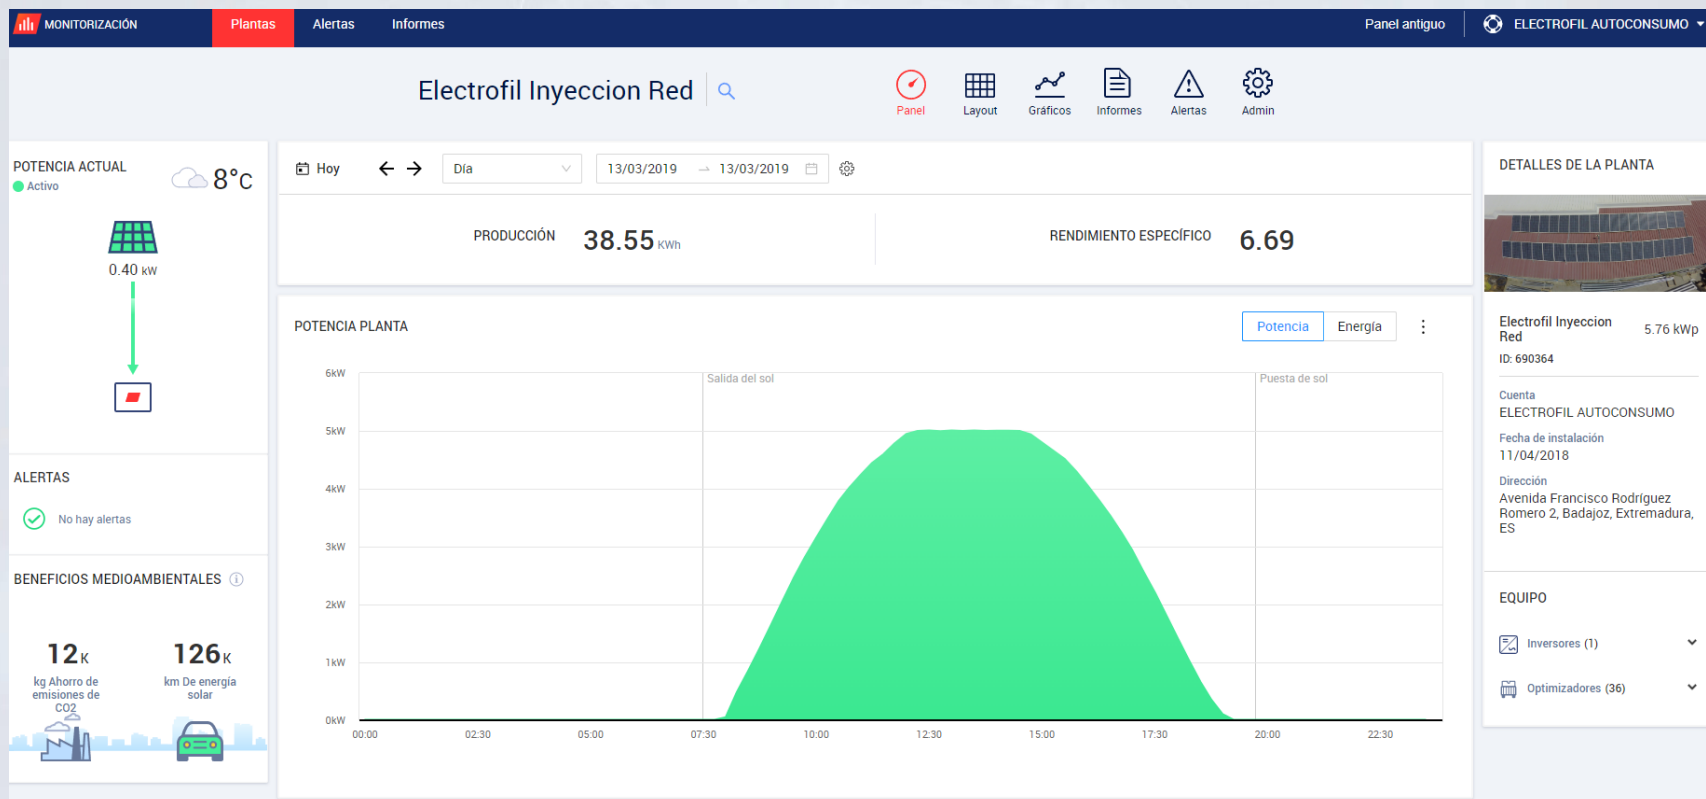 MONITORIZACIÓN
Plantas
Alertas
Informes
Panel antiguo
ELECTROFIL AUTOCONSUMO
Electrofil Inyeccion Red
Panel
Layout
Gráficos
Informes
Alertas
Admin
POTENCIA ACTUAL
Activo
8°C
0.40 kW
ALERTAS
No hay alertas
BENEFICIOS MEDIOAMBIENTALES
12 K
kg Ahorro de
emisiones de
CO2
126 K
km De energía
solar
Hoy
Día
13/03/2019
13/03/2019
PRODUCCIÓN
38.55 KWh
RENDIMIENTO ESPECÍFICO
6.69
POTENCIA PLANTA
Potencia
Energía
6kW
5kW
4kW
3kW
2kW
1kW
0kW
Salida del sol
Puesta de sol
00:00
02:30
05:00
07:30
10:00
12:30
15:00
17:30
20:00
22:30
DETALLES DE LA PLANTA
Electrofil Inyeccion
Red
5.76 kWp
ID: 690364
Cuenta
ELECTROFIL AUTOCONSUMO
Fecha de instalación
11/04/2018
Dirección
Avenida Francisco Rodríguez
Romero 2, Badajoz, Extremadura,
ES
EQUIPO
Inversores (1)
Optimizadores (36)